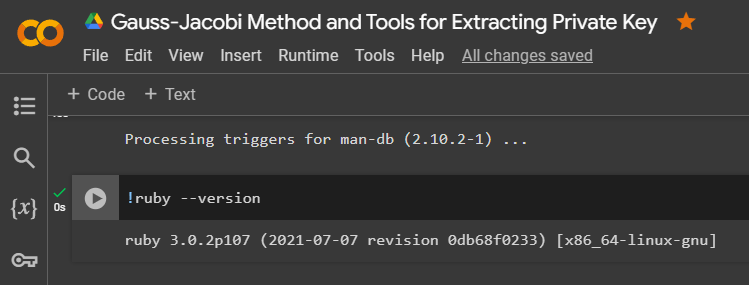 Gauss-Jacobi Method and Tools for Extracting Private Key
File Edit View Insert Runtime Tools Help All changes saved
+ Code + Text
Processing triggers for man-db (2.10.2-1) ...
!ruby --version
0s
ruby 3.0.2p107 (2021-07-07 revision 0db68f0233) [x86_64-linux-gnu]
{x}